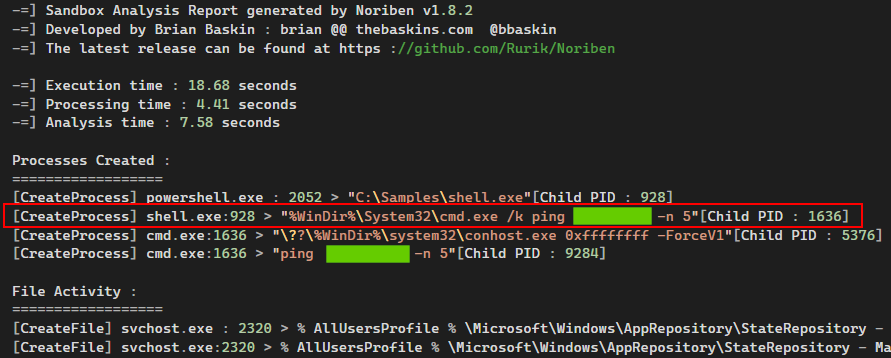 -=] Sandbox Analysis Report generated by Noriben v1.8.2
-=] Developed by Brian Baskin : brian @@ thebaskins.com  @bbaskin
-=] The latest release can be found at https ://github.com/Rurik/Noriben
-=] Execution time : 18.68 seconds
-=] Processing time : 4.41 seconds
-=] Analysis time : 7.58 seconds
Processes Created :
==================
[CreateProcess] powershell.exe : 2052 > "C:\Samples\shell.exe"[Child PID : 928]
[CreateProcess] shell.exe:928 > "%WinDir%\System32\cmd.exe /k ping -n 5"[Child PID : 1636]
[CreateProcess] cmd.exe:1636 > "\??\%WinDir%\system32\conhost.exe 0xffffffff -ForceV1"[Child PID : 5376]
[CreateProcess] cmd.exe:1636 > "ping -n 5"[Child PID : 9284]
File Activity :
==================
[CreateFile] svchost.exe : 2320 > % AllUsersProfile % \Microsoft\Windows\AppRepository\StateRepository -
[CreateFile] svchost.exe:2320 > % AllUsersProfile % \Microsoft\Windows\AppRepository\StateRepository - Ma